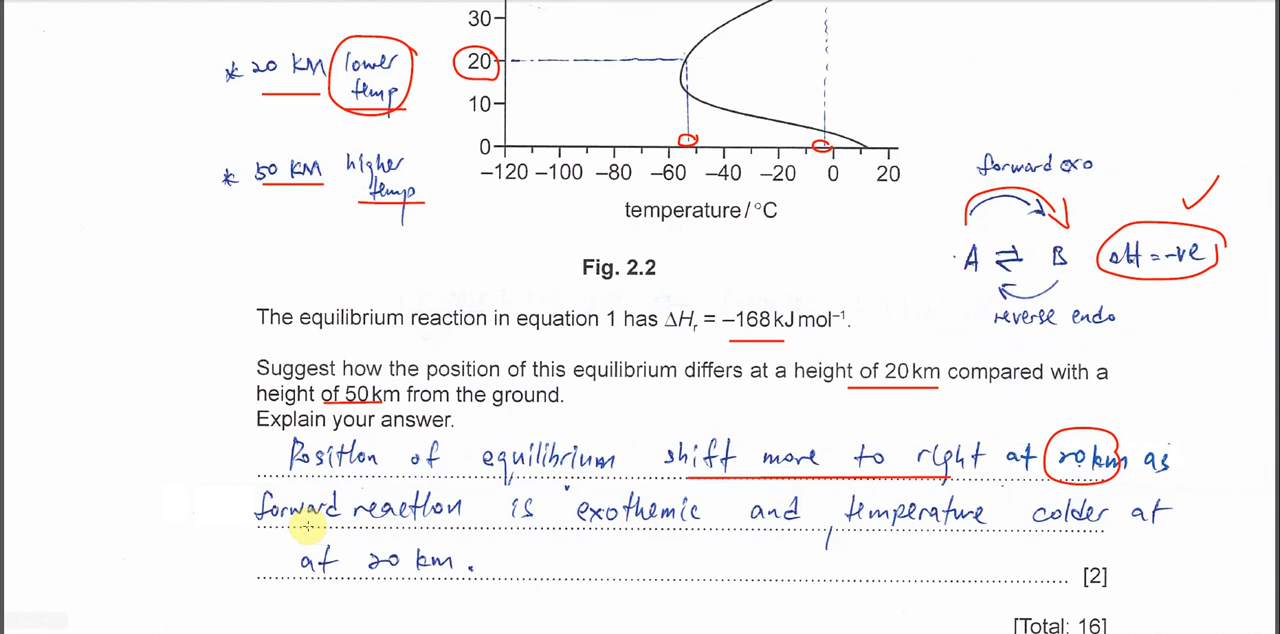 30
* 20 KM lower temp
20
10
0
* 50 KM higher temp
−120 −100 −80 −60 −40 −20 0 20
temperature/°C
forward exo
A ⇌ B ΔH = -ve
reverse endo
Fig. 2.2
The equilibrium reaction in equation 1 has ΔHr = −168 kJ mol⁻¹.
Suggest how the position of this equilibrium differs at a height of 20 km compared with a
height of 50 km from the ground.
Explain your answer.
Position of equilibrium shift more to right at 20 km as
forward reaction is exothemic and temperature colder at
at 20 km.
[2]
[Total: 16]